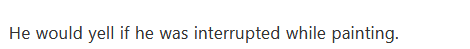 He would yell if he was interrupted while painting.